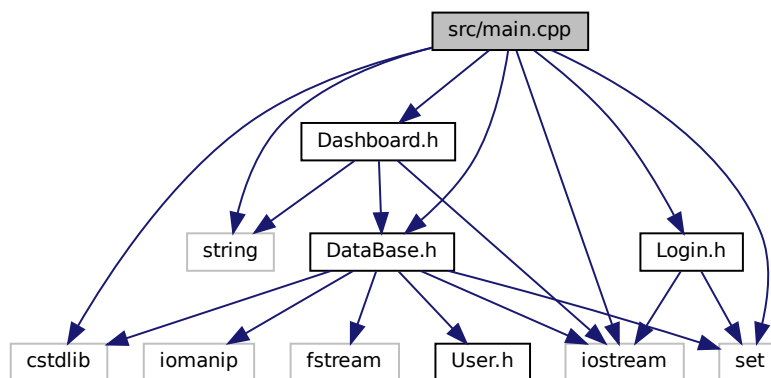 src/main.cpp
Dashboard.h
string
DataBase.h
Login.h
cstdlib
iomanip
fstream
User.h
iostream
set